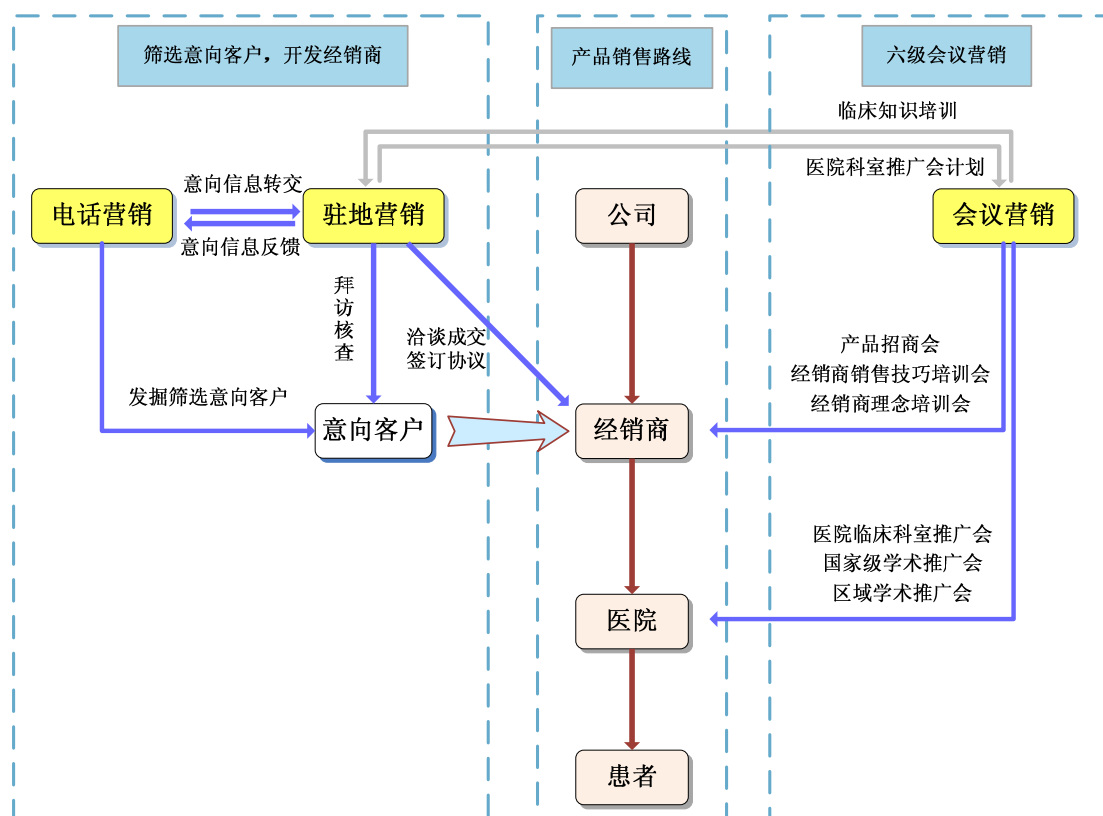 筛选意向客户，开发经销商
产品销售路线
六级会议营销
临床知识培训
医院科室推广会计划
意向信息转交
电话营销
驻地营销
公司
会议营销
意向信息反馈
拜访核查
洽谈成交
签订协议
产品招商会
经销商销售技巧培训会
经销商理念培训会
发掘筛选意向客户
意向客户
经销商
医院临床科室推广会
国家级学术推广会
区域学术推广会
医院
患者